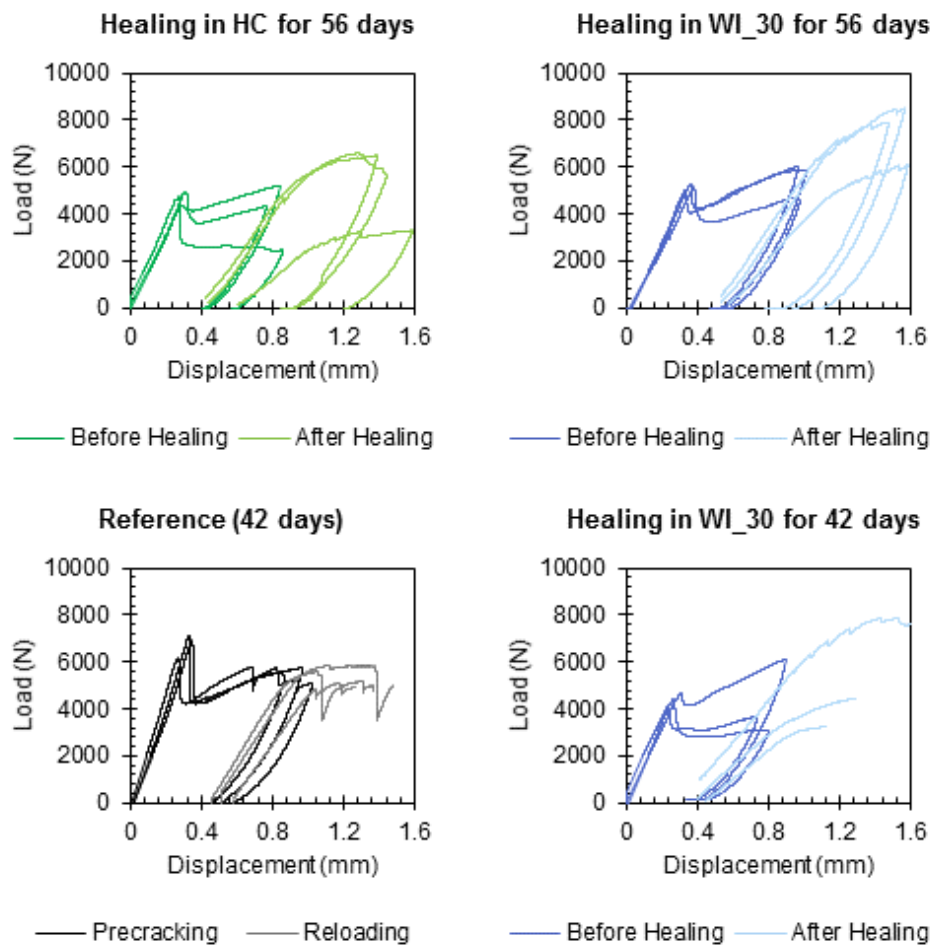 Healing in HC for 56 days
10000
8000
6000
4000
2000
0
Load (N)
0 0.4 0.8 1.2 1.6
Displacement (mm)
Before Healing After Healing
Healing in WI_30 for 56 days
10000
8000
6000
4000
2000
0
Load (N)
0 0.4 0.8 1.2 1.6
Displacement (mm)
Before Healing After Healing
Reference (42 days)
10000
8000
6000
4000
2000
0
Load (N)
0 0.4 0.8 1.2 1.6
Displacement (mm)
Precracking Reloading
Healing in WI_30 for 42 days
10000
8000
6000
4000
2000
0
Load (N)
0 0.4 0.8 1.2 1.6
Displacement (mm)
Before Healing After Healing